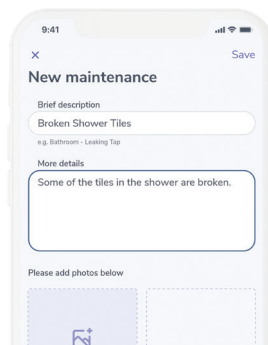 9:41
Save
New maintenance
Brief description
Broken Shower Tiles
e.g. Bathroom - Leaking Tap
More details
Some of the tiles in the shower are broken.
Please add photos below